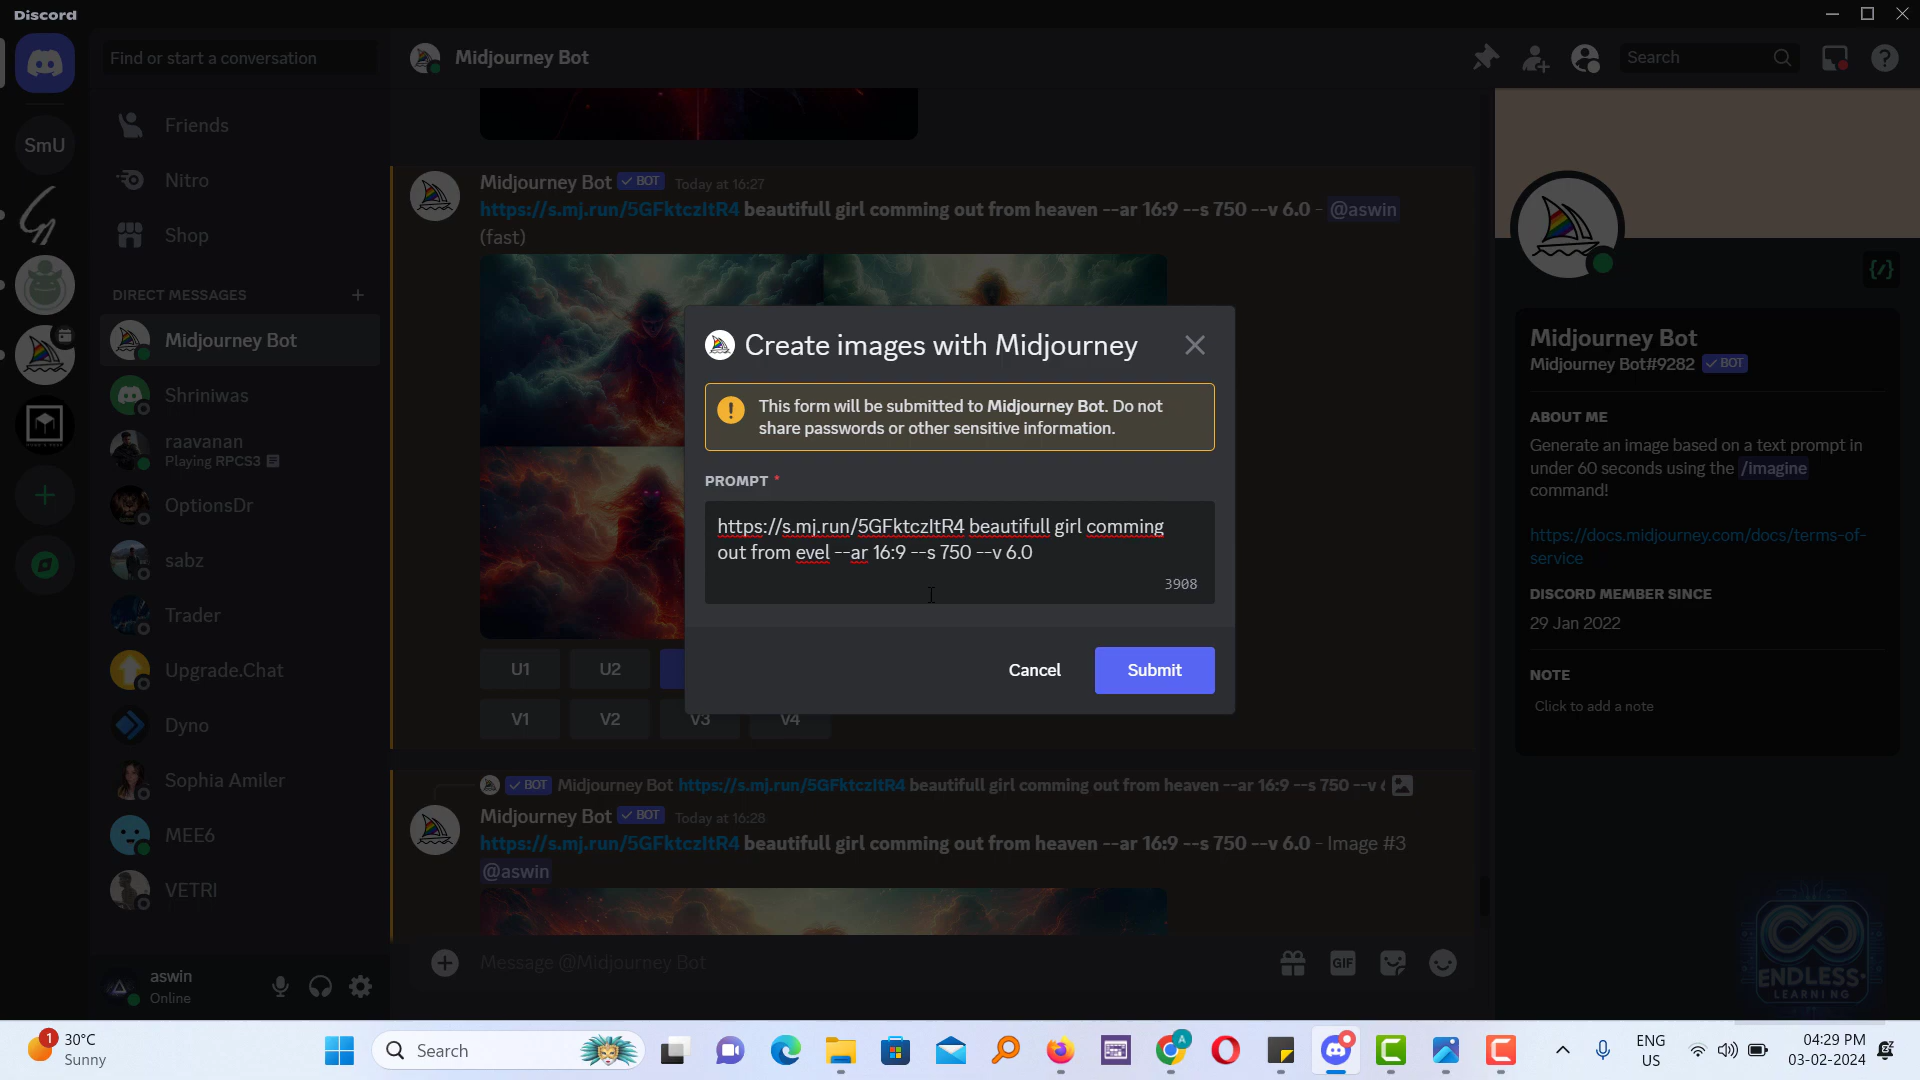 Discord
Find or start a conversation
Midjourney Bot
Search
SmU
Friends
Nitro
Shop
DIRECT MESSAGES
Midjourney Bot
Shriniwas
raavanan
Playing RPCS3
OptionsDr
sabz
Trader
Upgrade.Chat
Dyno
Sophia Amiler
MEE6
VETRI
aswin
Online
Midjourney Bot BOT Today at 16:27
https://s.mj.run/5GFktczItR4 beautifull girl comming out from heaven --ar 16:9 --s 750 --v 6.0 - @aswin
(fast)
U1 U2
V1 V2 V3 V4
Create images with Midjourney
This form will be submitted to Midjourney Bot. Do not
share passwords or other sensitive information.
PROMPT *
https://s.mj.run/5GFktczItR4 beautifull girl comming
out from evel --ar 16:9 --s 750 --v 6.0
3908
Cancel
Submit
BOT Midjourney Bot https://s.mj.run/5GFktczItR4 beautifull girl comming out from heaven --ar 16:9 --s 750 --v
Midjourney Bot BOT Today at 16:28
https://s.mj.run/5GFktczItR4 beautifull girl comming out from heaven --ar 16:9 --s 750 --v 6.0 - Image #3
@aswin
Message @Midjourney Bot
GIF
Midjourney Bot
Midjourney Bot#9282 BOT
ABOUT ME
Generate an image based on a text prompt in
under 60 seconds using the /imagine
command!
https://docs.midjourney.com/docs/terms-of-
service
DISCORD MEMBER SINCE
29 Jan 2022
NOTE
Click to add a note
ENDLESS
LEARNING
1
30°C
Sunny
Search
A
ENG
US
04:29 PM
03-02-2024